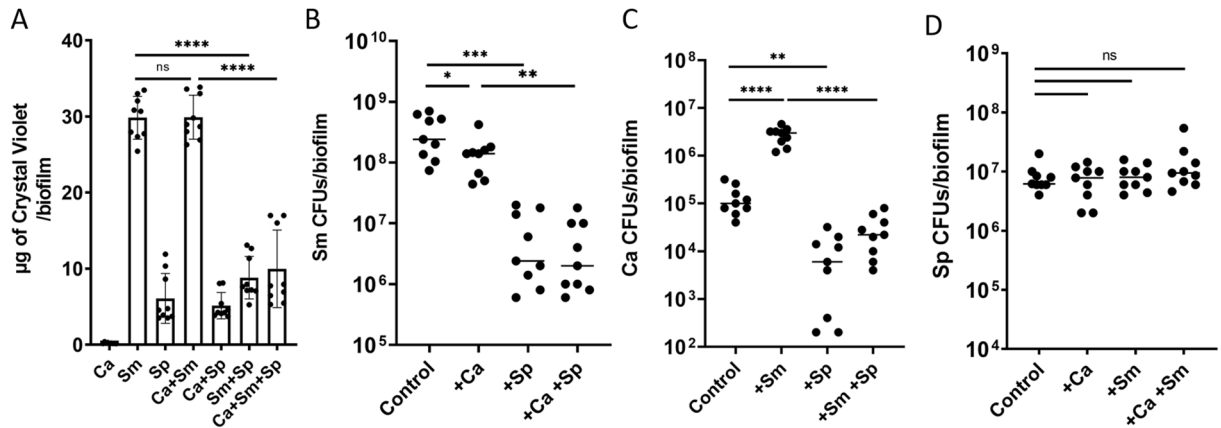 A
µg of Crystal Violet
/biofilm
40
30
20
10
0
****
ns
****
Ca
Sm
Sp
Ca+Sm
Ca+Sp
Sm+Sp
Ca+Sm+Sp
B
Sm CFUs/biofilm
10^10
10^9
10^8
10^7
10^6
10^5
***
*
**
Control
+Ca
+Sp
+Ca +Sp
C
Ca CFUs/biofilm
10^8
10^7
10^6
10^5
10^4
10^3
10^2
**
****
****
Control
+Sm
+Sp
+Sm +Sp
D
Sp CFUs/biofilm
10^9
10^8
10^7
10^6
10^5
10^4
ns
Control
+Ca
+Sm
+Ca +Sm